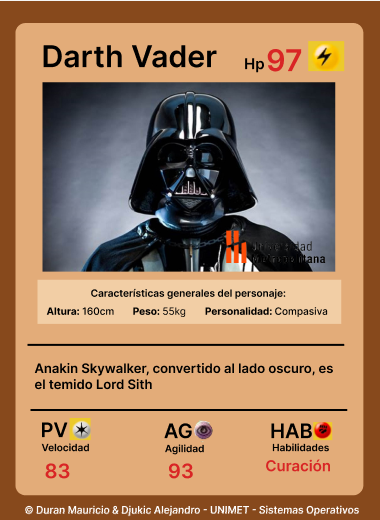 Darth Vader
Hp 97
Características generales del personaje:
Altura: 160cm Peso: 55kg Personalidad: Compasiva
Anakin Skywalker, convertido al lado oscuro, es
el temido Lord Sith
PV AG HAB
Velocidad Agilidad Habilidades
83 93 Curación
© Duran Mauricio & Djukic Alejandro - UNIMET - Sistemas Operativos